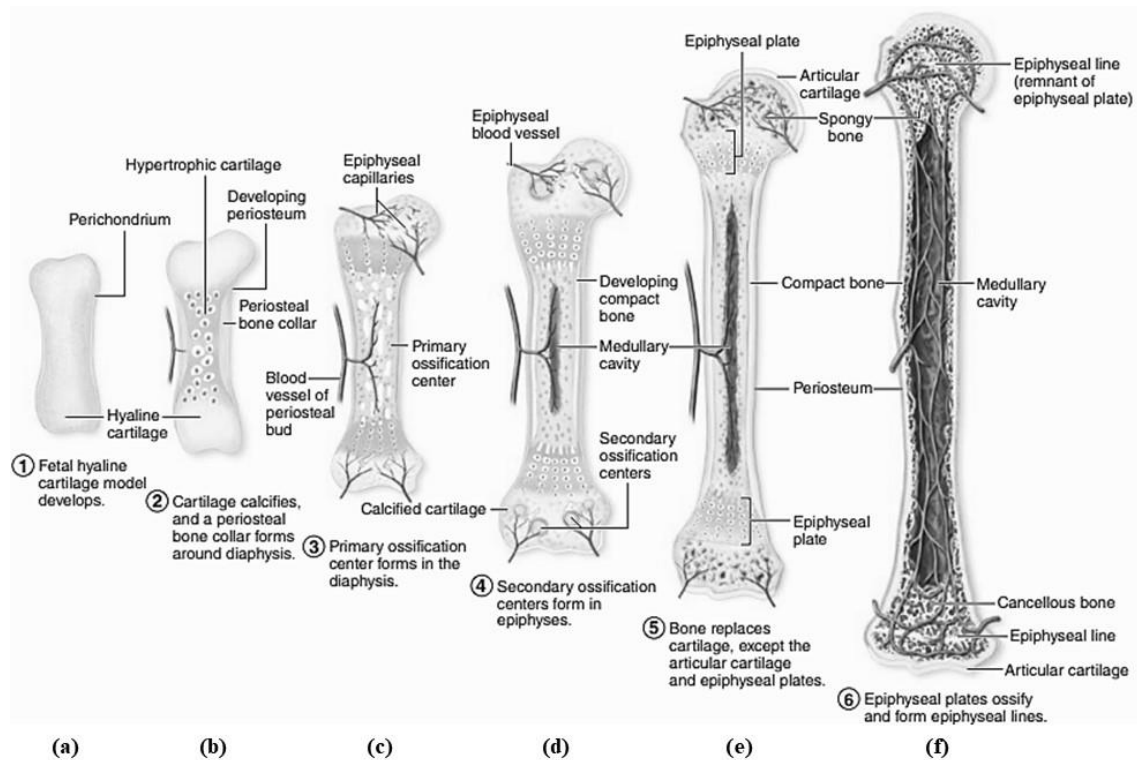 Epiphyseal plate
Articular
cartilage
Epiphyseal line
(remnant of
epiphyseal plate)
Spongy
bone
Epiphyseal
blood vessel
Hypertrophic cartilage
Epiphyseal
capillaries
Developing
periosteum
Perichondrium
Periosteal
bone collar
Developing
compact
bone
Compact bone
Medullary
cavity
Primary
ossification
center
Medullary
cavity
Blood
vessel of
periosteal
bud
Periosteum
Hyaline
cartilage
Secondary
ossification
centers
Calcified cartilage
Epiphyseal
plate
Cancellous bone
Epiphyseal line
Articular cartilage
1 Fetal hyaline
cartilage model
develops.
2 Cartilage calcifies,
and a periosteal
bone collar forms
around diaphysis.
3 Primary ossification
center forms in the
diaphysis.
4 Secondary ossification
centers form in
epiphyses.
5 Bone replaces
cartilage, except the
articular cartilage
and epiphyseal plates.
6 Epiphyseal plates ossify
and form epiphyseal lines.
(a) (b) (c) (d) (e) (f)